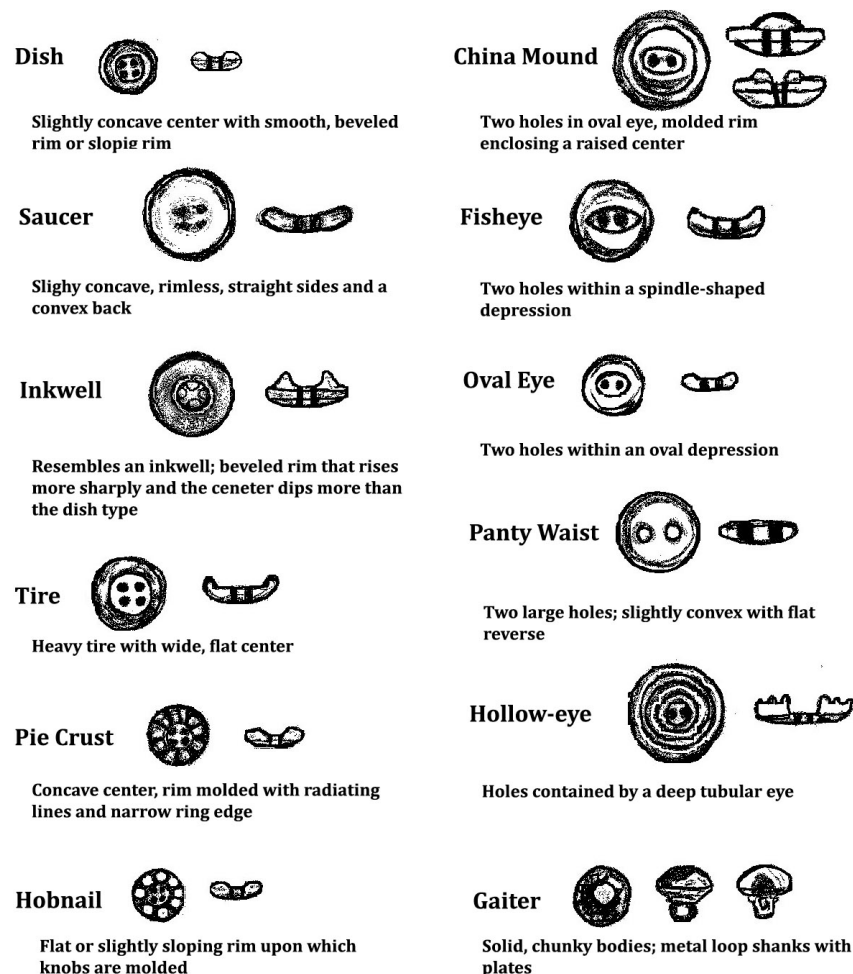 Dish
Slightly concave center with smooth, beveled
rim or slopig rim
Saucer
Slighy concave, rimless, straight sides and a
convex back
Inkwell
Resembles an inkwell; beveled rim that rises
more sharply and the ceneter dips more than
the dish type
Tire
Heavy tire with wide, flat center
Pie Crust
Concave center, rim molded with radiating
lines and narrow ring edge
Hobnail
Flat or slightly sloping rim upon which
knobs are molded
China Mound
Two holes in oval eye, molded rim
enclosing a raised center
Fisheye
Two holes within a spindle-shaped
depression
Oval Eye
Two holes within an oval depression
Panty Waist
Two large holes; slightly convex with flat
reverse
Hollow-eye
Holes contained by a deep tubular eye
Gaiter
Solid, chunky bodies; metal loop shanks with
plates